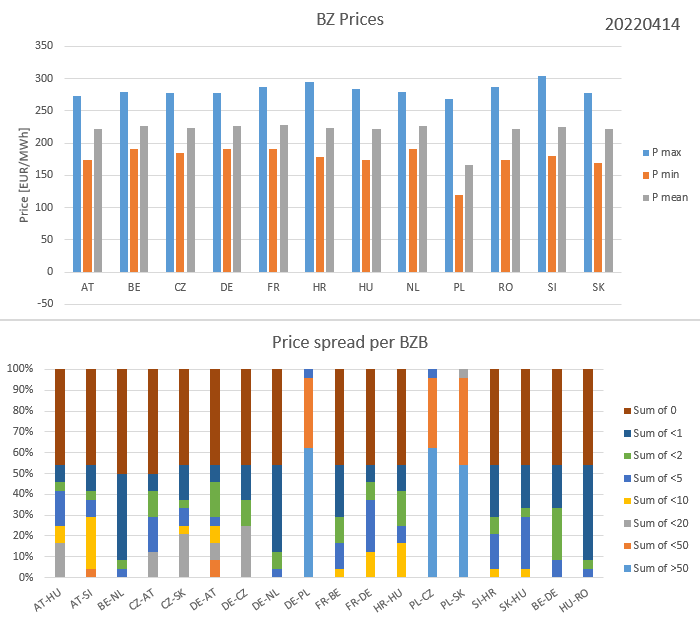 BZ Prices
20220414
Price [EUR/MWh]
350
300
250
200
150
100
50
0
-50
AT BE CZ DE FR HR HU NL PL RO SI SK
P max
P min
P mean
Price spread per BZB
100%
90%
80%
70%
60%
50%
40%
30%
20%
10%
0%
AT-HU AT-SI BE-NL CZ-AT CZ-SK DE-AT DE-CZ DE-NL DE-PL FR-BE FR-DE HR-HU PL-CZ PL-SK SI-HR SK-HU BE-DE HU-RO
Sum of 0
Sum of <1
Sum of <2
Sum of <5
Sum of <10
Sum of <20
Sum of <50
Sum of >50